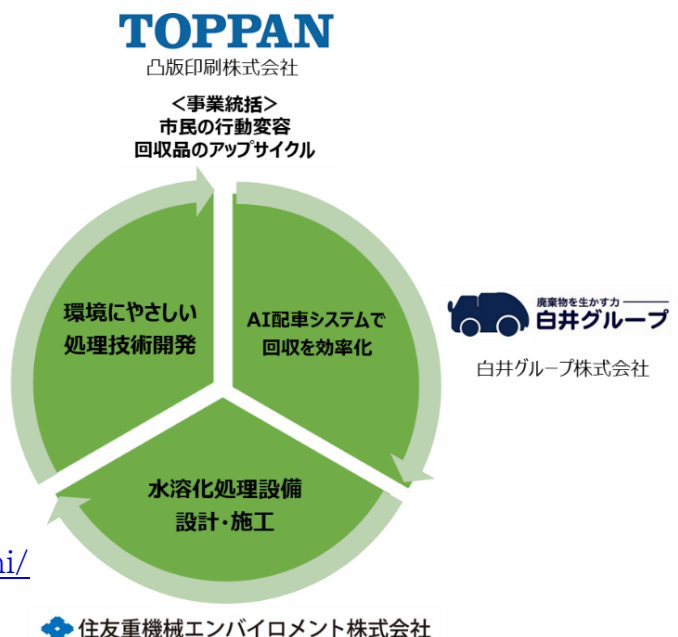 TOPPAN
凸版印刷株式会社
＜事業統括＞
市民の行動変容
回収品のアップサイクル
環境にやさしい
処理技術開発
AI配車システムで
回収を効率化
廃棄物を生かす力
白井グループ
白井グループ株式会社
水溶化処理設備
設計・施工
ni/
住友重機械エンバイロメント株式会社